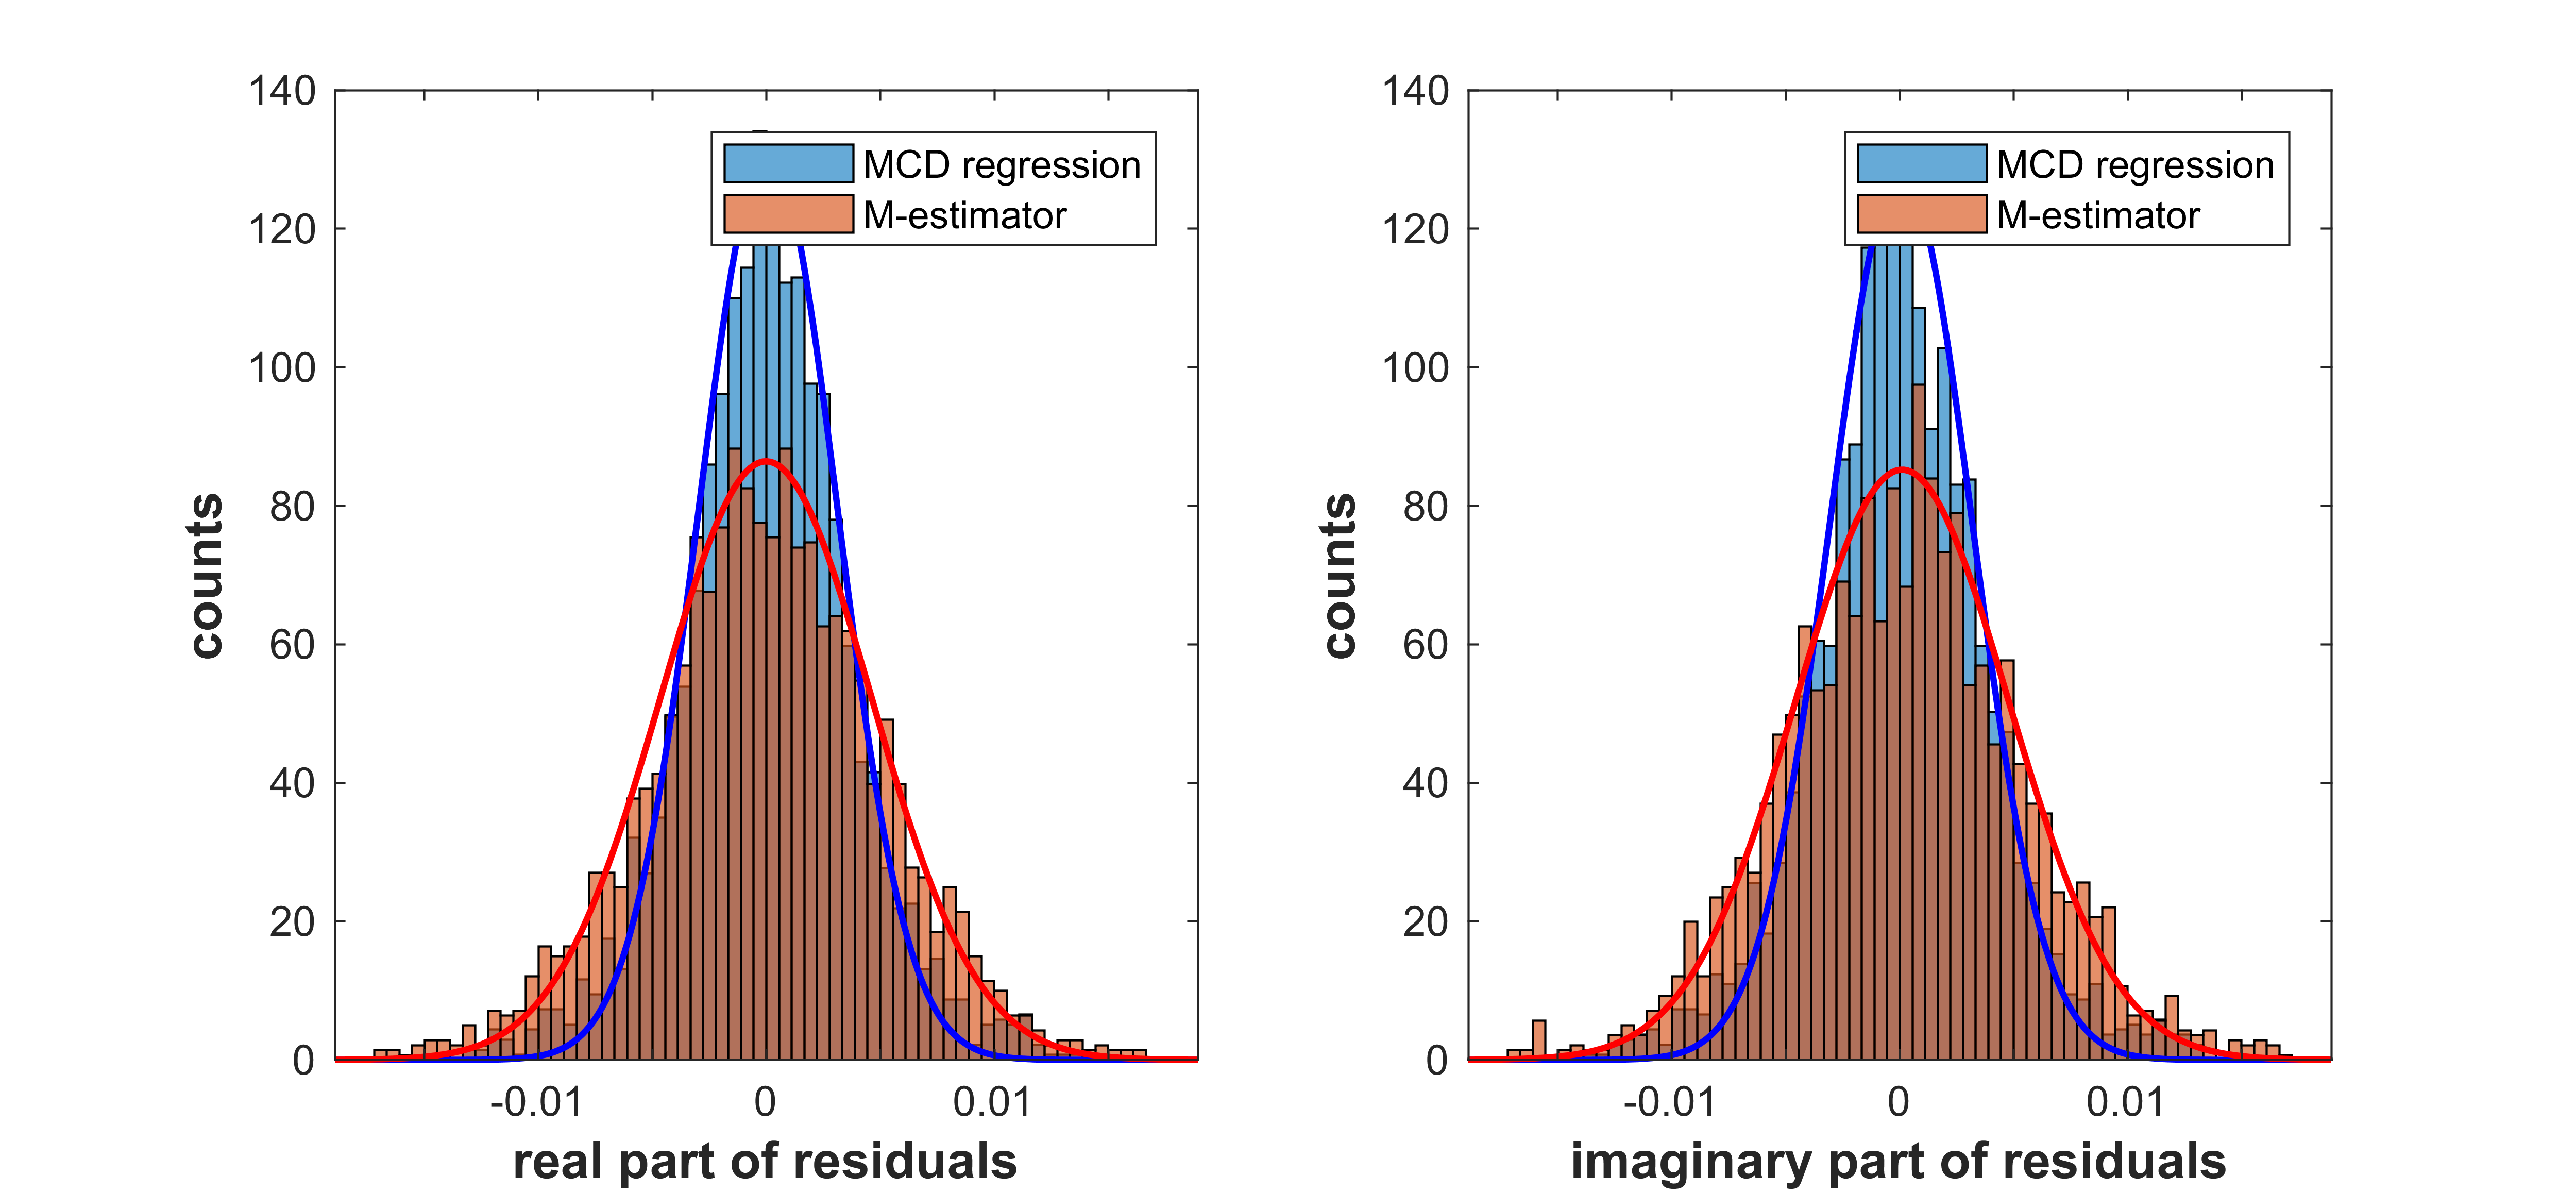 140
120
100
80
60
40
20
0
counts
MCD regression
M-estimator
-0.01 0 0.01
real part of residuals
140
120
100
80
60
40
20
0
counts
MCD regression
M-estimator
-0.01 0 0.01
imaginary part of residuals